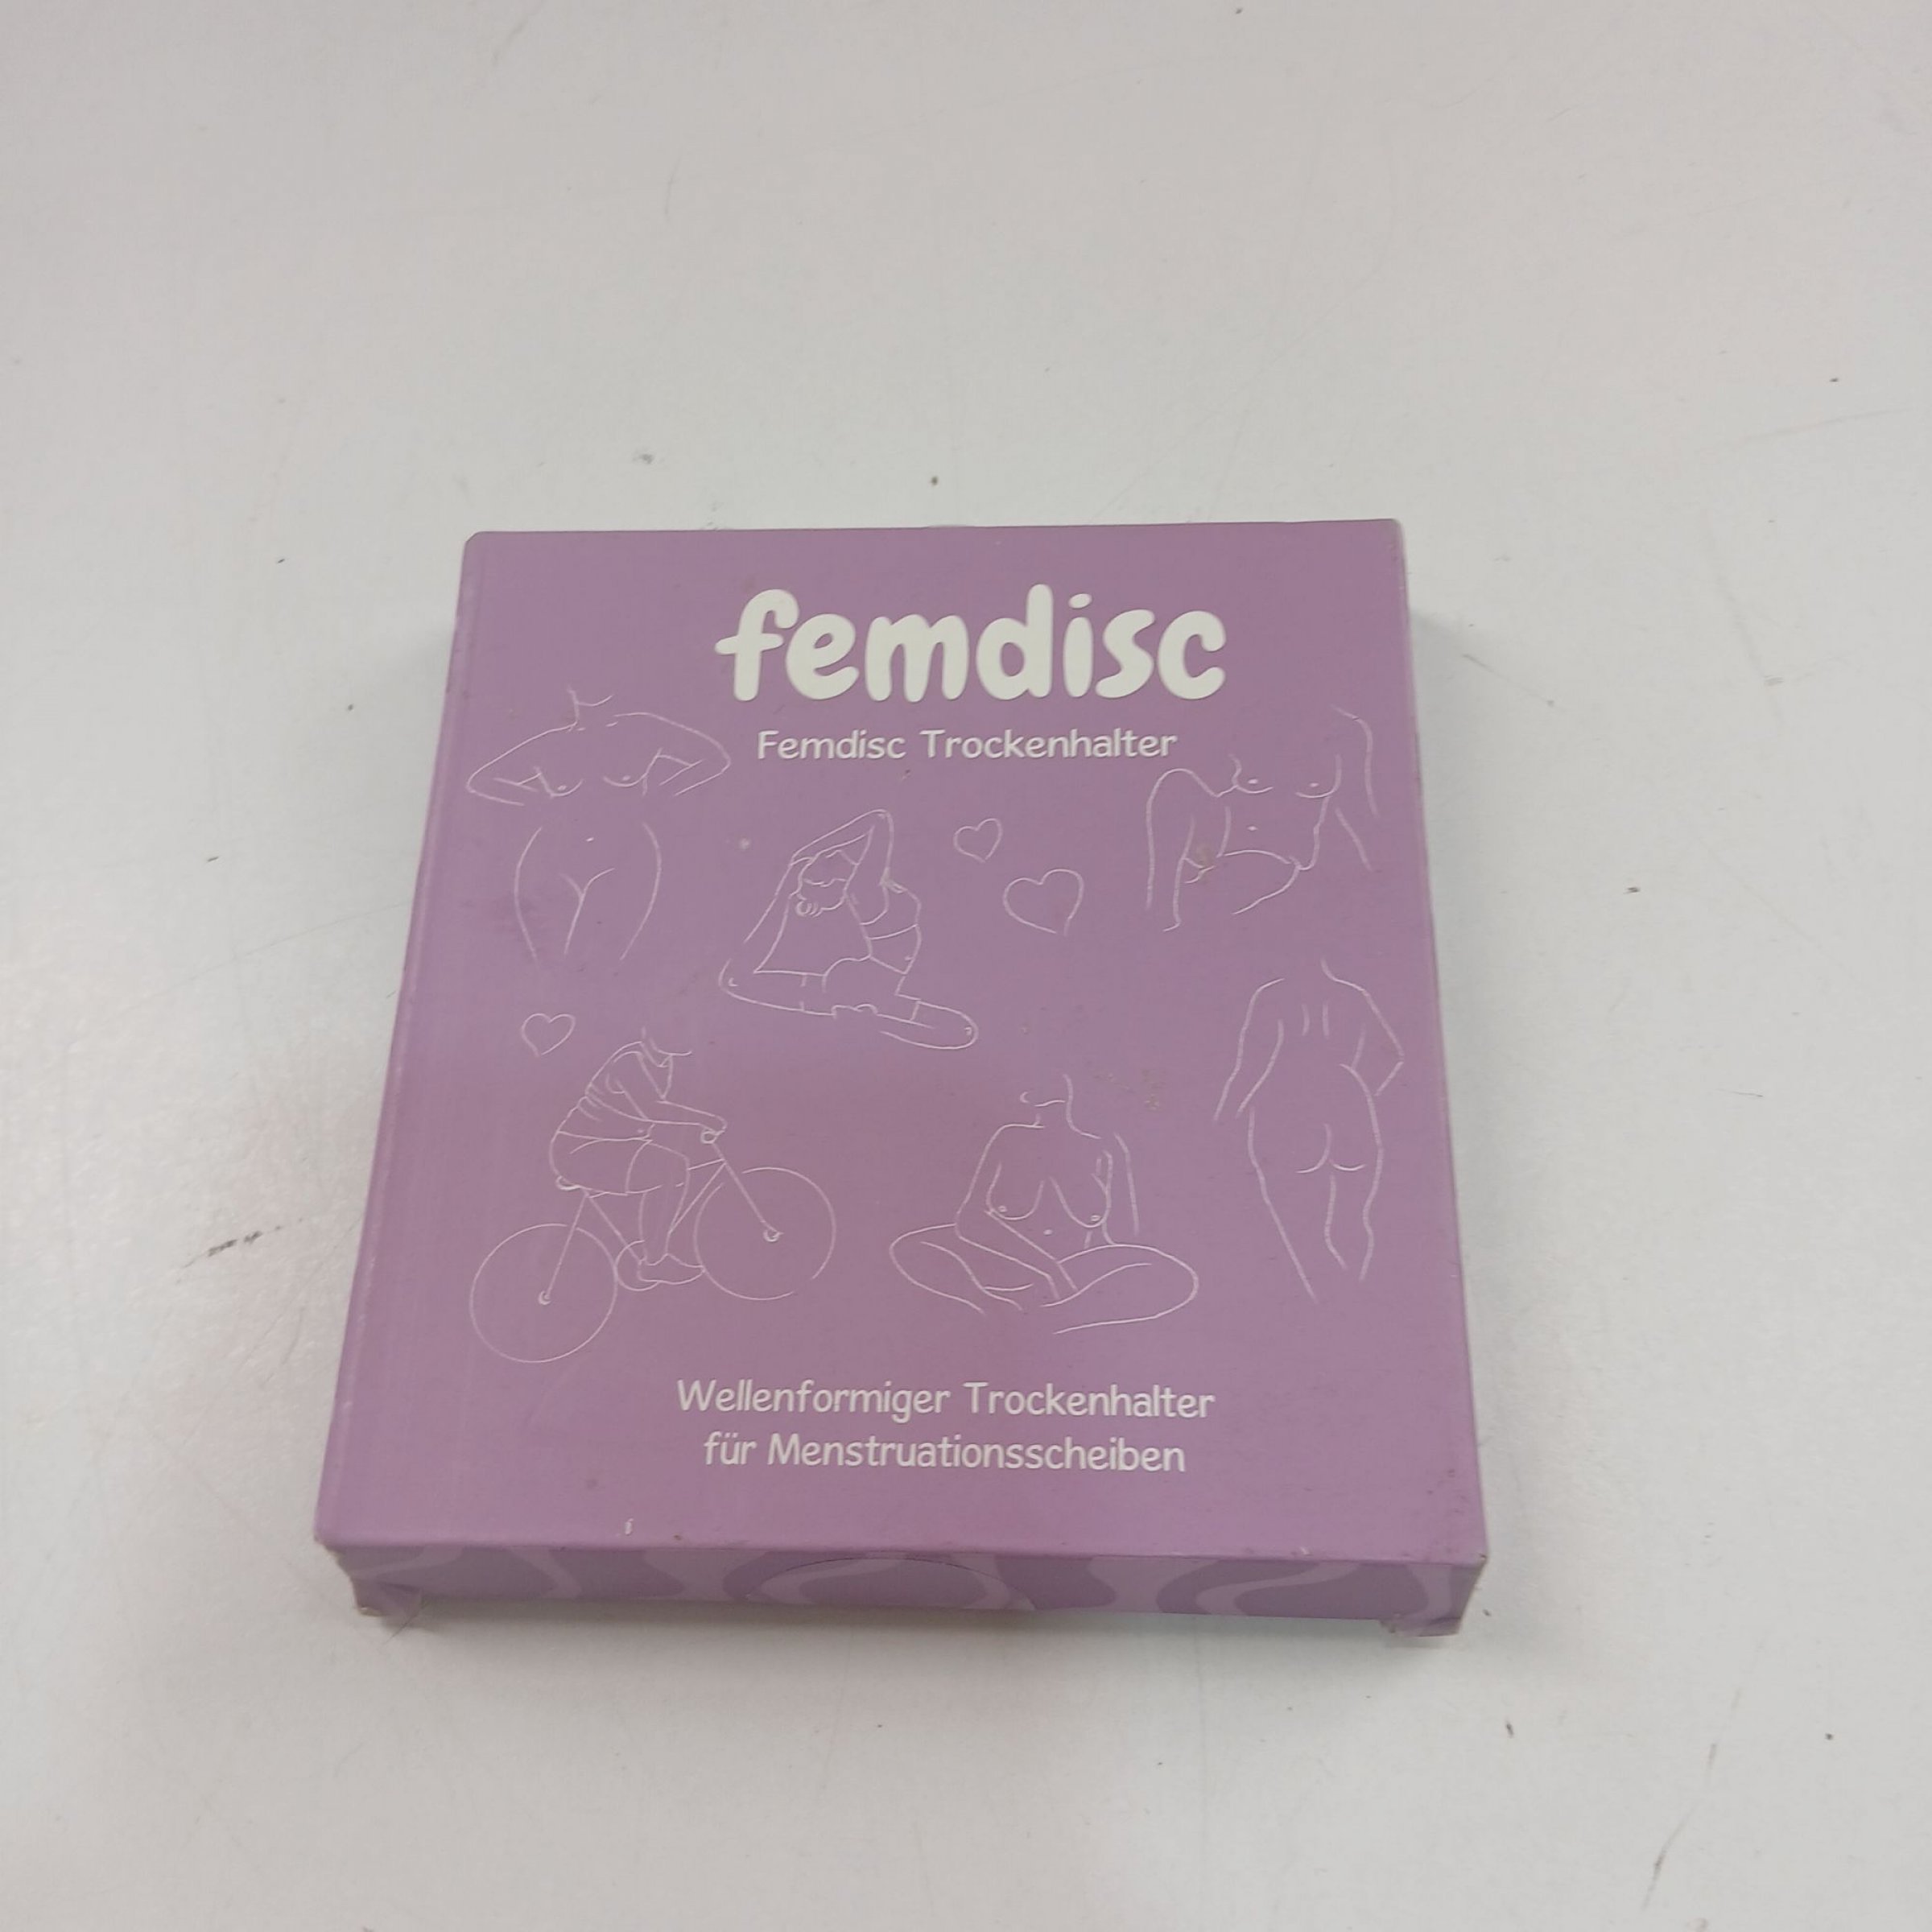 femdisc
Femdisc Trockenhalter
Wellenformiger Trockenhalter
für Menstruationsscheiben